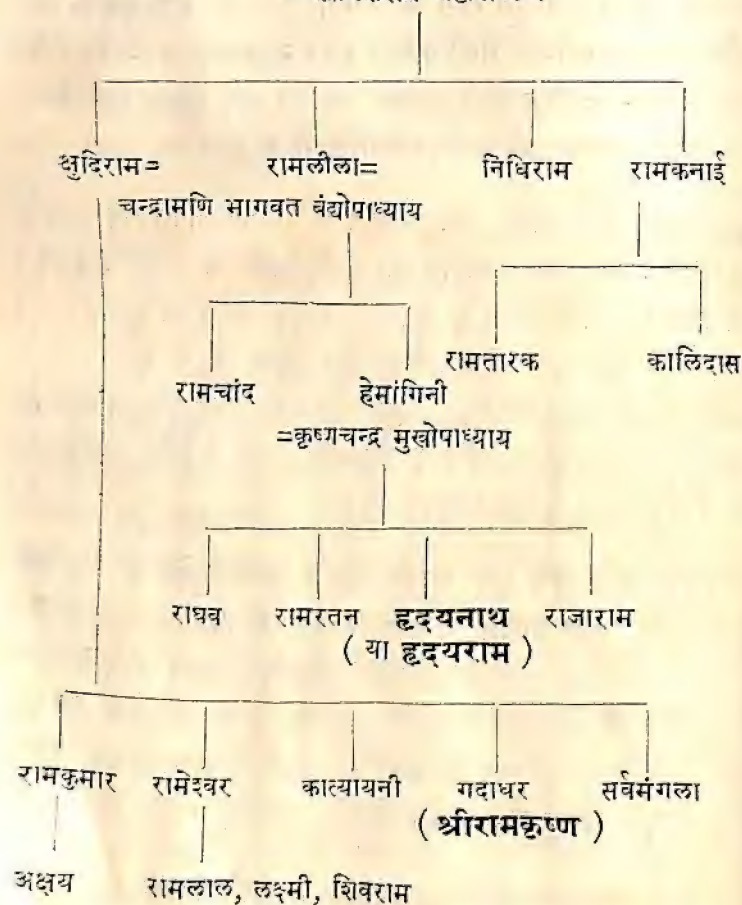 क्षुदिराम= रामलीला= निधिराम रामकनाई
चन्द्रामणि भागवत बंद्योपाध्याय
रामतारक कालिदास
रामचांद हेमांगिनी
=कृष्णचन्द्र मुखोपाध्याय
राघव रामरतन हृदयनाथ राजाराम
( या हृदयराम )
रामकुमार रामेश्वर कात्यायनी गदाधर सर्वमंगला
( श्रीरामकृष्ण )
अक्षय रामलाल, लक्ष्मी, शिवराम